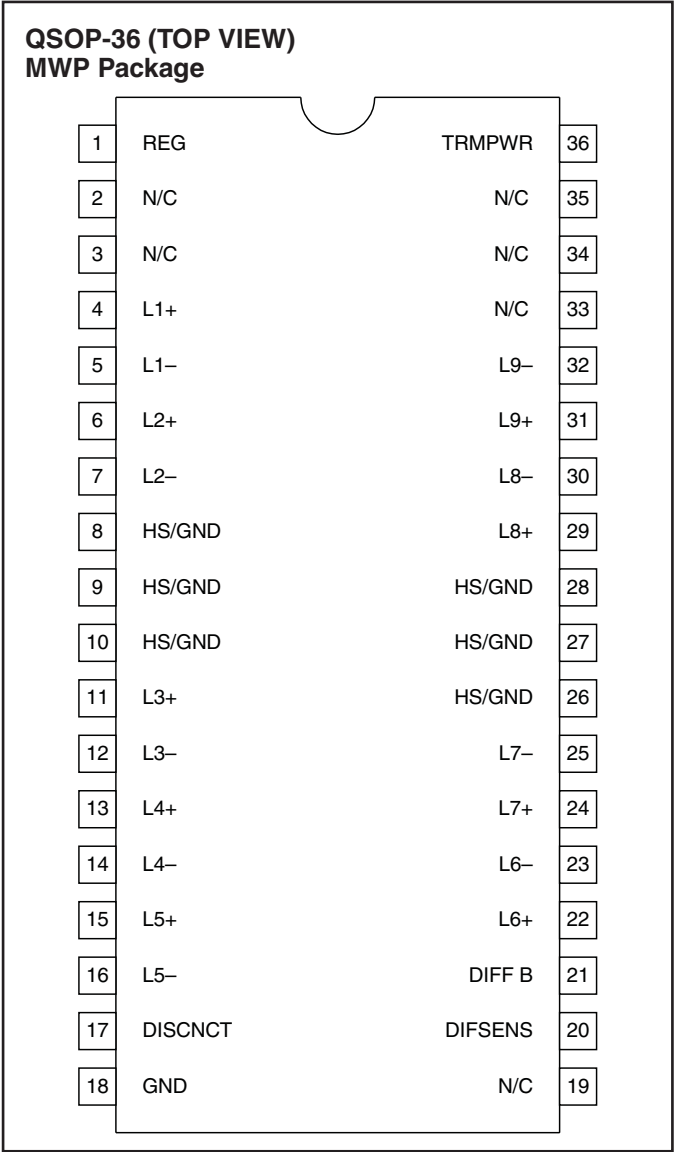 QSOP-36 (TOP VIEW)
MWP Package
1 REG TRMPWR 36
2 N/C N/C 35
3 N/C N/C 34
4 L1+ N/C 33
5 L1– L9– 32
6 L2+ L9+ 31
7 L2– L8– 30
8 HS/GND L8+ 29
9 HS/GND HS/GND 28
10 HS/GND HS/GND 27
11 L3+ HS/GND 26
12 L3– L7– 25
13 L4+ L7+ 24
14 L4– L6– 23
15 L5+ L6+ 22
16 L5– DIFF B 21
17 DISCNCT DIFSENS 20
18 GND N/C 19